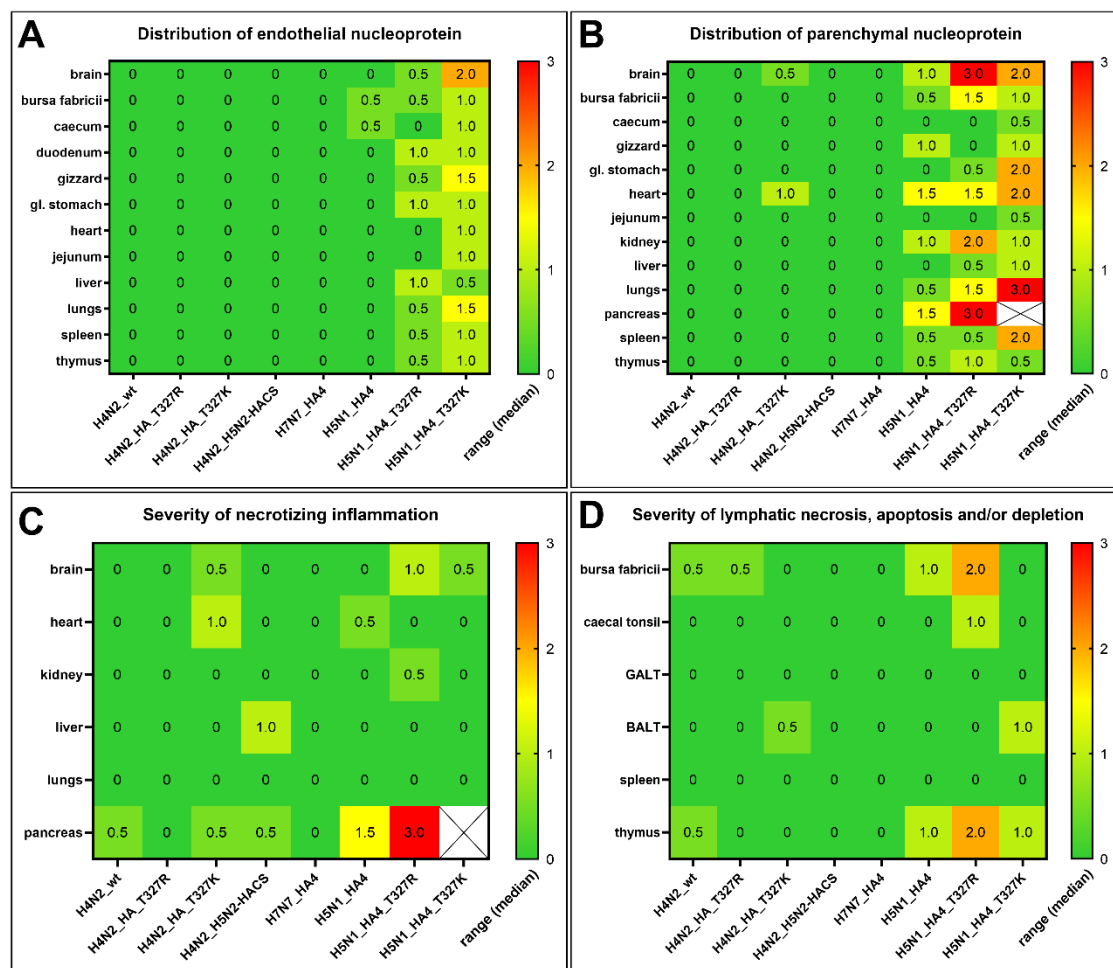 A
Distribution of endothelial nucleoprotein
brain 0 0 0 0 0 0 0.5 2.0
bursa fabricii 0 0 0 0 0 0.5 0.5 1.0
caecum 0 0 0 0 0 0.5 0 1.0
duodenum 0 0 0 0 0 0 1.0 1.0
gizzard 0 0 0 0 0 0 0.5 1.5
gl. stomach 0 0 0 0 0 0 1.0 1.0
heart 0 0 0 0 0 0 0 1.0
jejunum 0 0 0 0 0 0 0 1.0
liver 0 0 0 0 0 0 1.0 0.5
lungs 0 0 0 0 0 0 0.5 1.5
spleen 0 0 0 0 0 0 0.5 1.0
thymus 0 0 0 0 0 0 0.5 1.0
H4N2_wt
H4N2_HA_T327R
H4N2_HA_T327K
H4N2_H5N2-HACS
H7N7_HA4
H5N1_HA4
H5N1_HA4_T327R
H5N1_HA4_T327K
range (median)
3
2
1
0
B
Distribution of parenchymal nucleoprotein
brain 0 0 0.5 0 0 1.0 3.0 2.0
bursa fabricii 0 0 0 0 0 0.5 1.5 1.0
caecum 0 0 0 0 0 0 0 0.5
gizzard 0 0 0 0 0 1.0 0 1.0
gl. stomach 0 0 0 0 0 0 0.5 2.0
heart 0 0 1.0 0 0 1.5 1.5 2.0
jejunum 0 0 0 0 0 0 0 0.5
kidney 0 0 0 0 0 1.0 2.0 1.0
liver 0 0 0 0 0 0 0.5 1.0
lungs 0 0 0 0 0 0.5 1.5 3.0
pancreas 0 0 0 0 0 1.5 3.0
spleen 0 0 0 0 0 0.5 0.5 2.0
thymus 0 0 0 0 0 0.5 1.0 0.5
H4N2_wt
H4N2_HA_T327R
H4N2_HA_T327K
H4N2_H5N2-HACS
H7N7_HA4
H5N1_HA4
H5N1_HA4_T327R
H5N1_HA4_T327K
range (median)
3
2
1
0
C
Severity of necrotizing inflammation
brain 0 0 0.5 0 0 0 1.0 0.5
heart 0 0 1.0 0 0 0.5 0 0
kidney 0 0 0 0 0 0 0.5 0
liver 0 0 0 1.0 0 0 0 0
lungs 0 0 0 0 0 0 0 0
pancreas 0.5 0 0.5 0.5 0 1.5 3.0
H4N2_wt
H4N2_HA_T327R
H4N2_HA_T327K
H4N2_H5N2-HACS
H7N7_HA4
H5N1_HA4
H5N1_HA4_T327R
H5N1_HA4_T327K
range (median)
3
2
1
0
D
Severity of lymphatic necrosis, apoptosis and/or depletion
bursa fabricii 0.5 0.5 0 0 0 1.0 2.0 0
caecal tonsil 0 0 0 0 0 0 1.0 0
GALT 0 0 0 0 0 0 0 0
BALT 0 0 0.5 0 0 0 0 1.0
spleen 0 0 0 0 0 0 0 0
thymus 0.5 0 0 0 0 1.0 2.0 1.0
H4N2_wt
H4N2_HA_T327R
H4N2_HA_T327K
H4N2_H5N2-HACS
H7N7_HA4
H5N1_HA4
H5N1_HA4_T327R
H5N1_HA4_T327K
range (median)
3
2
1
0